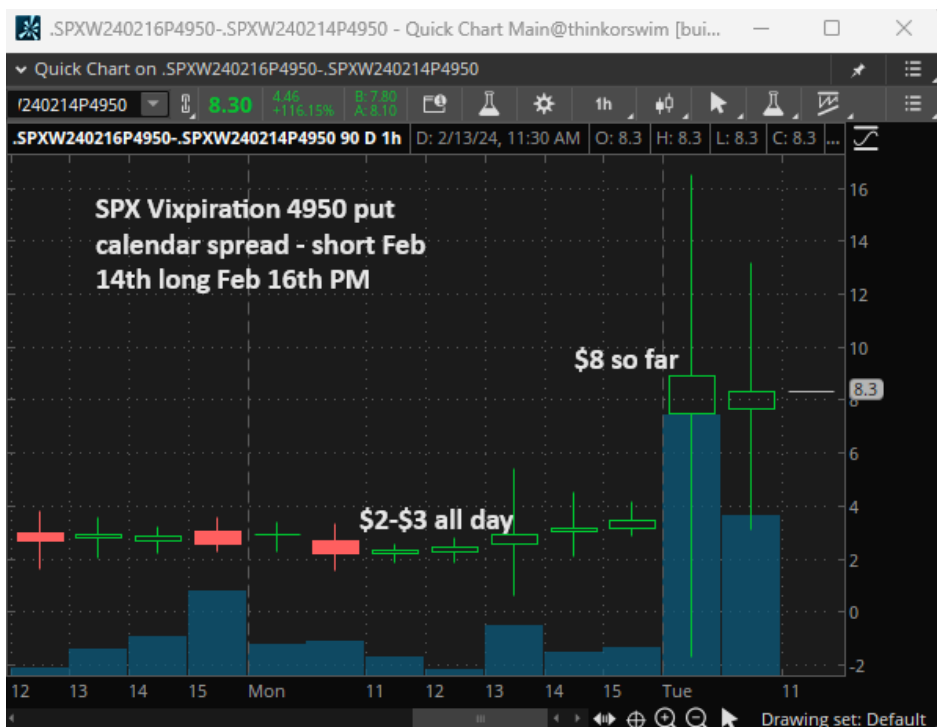 .SPXW240216P4950-.SPXW240214P4950 - Quick Chart Main@thinkorswim [bui...
Quick Chart on .SPXW240216P4950-.SPXW240214P4950
/240214P4950 8.30 4.46 +116.15% B: 7.80 A: 8.10 1h
.SPXW240216P4950-.SPXW240214P4950 90 D 1h D: 2/13/24, 11:30 AM O: 8.3 H: 8.3 L: 8.3 C: 8.3 ...
SPX Vixpiration 4950 put
calendar spread - short Feb
14th long Feb 16th PM
$8 so far
$2-$3 all day
16
14
12
10
8.3
8
6
4
2
0
-2
12 13 14 15 Mon 11 12 13 14 15 Tue 11
Drawing set: Default